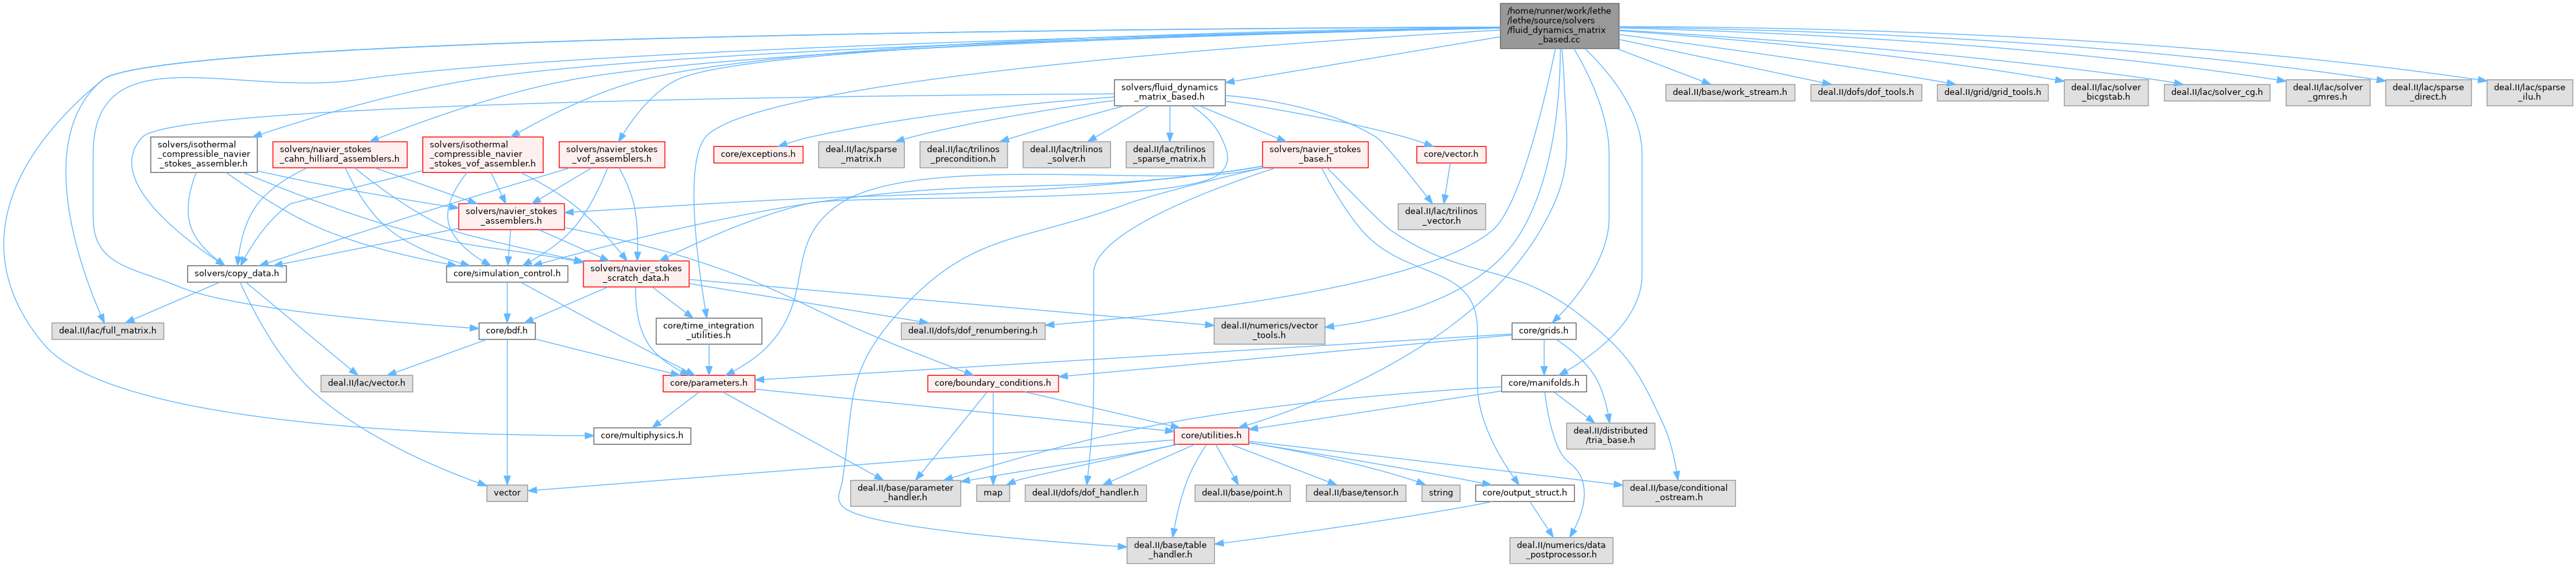 /home/runner/work/lethe
/lethe/source/solvers
/fluid_dynamics_matrix
_based.cc
solvers/fluid_dynamics
_matrix_based.h
deal.II/base/work_stream.h
deal.II/dofs/dof_tools.h
deal.II/grid/grid_tools.h
deal.II/lac/solver
_bicgstab.h
deal.II/lac/solver_cg.h
deal.II/lac/solver
_gmres.h
deal.II/lac/sparse
_direct.h
deal.II/lac/sparse
_ilu.h
solvers/isothermal
_compressible_navier
_stokes_assembler.h
solvers/navier_stokes
_cahn_hilliard_assemblers.h
solvers/isothermal
_compressible_navier
_stokes_vof_assembler.h
solvers/navier_stokes
_vof_assemblers.h
core/exceptions.h
deal.II/lac/sparse
_matrix.h
deal.II/lac/trilinos
_precondition.h
deal.II/lac/trilinos
_solver.h
deal.II/lac/trilinos
_sparse_matrix.h
solvers/navier_stokes
_base.h
core/vector.h
solvers/navier_stokes
_assemblers.h
deal.II/lac/trilinos
_vector.h
solvers/copy_data.h
core/simulation_control.h
solvers/navier_stokes
_scratch_data.h
deal.II/lac/full_matrix.h
core/bdf.h
core/time_integration
_utilities.h
deal.II/dofs/dof_renumbering.h
deal.II/numerics/vector
_tools.h
core/grids.h
deal.II/lac/vector.h
core/parameters.h
core/boundary_conditions.h
core/manifolds.h
core/multiphysics.h
core/utilities.h
deal.II/distributed
/tria_base.h
vector
deal.II/base/parameter
_handler.h
map
deal.II/dofs/dof_handler.h
deal.II/base/point.h
deal.II/base/tensor.h
string
core/output_struct.h
deal.II/base/conditional
_ostream.h
deal.II/base/table
_handler.h
deal.II/numerics/data
_postprocessor.h